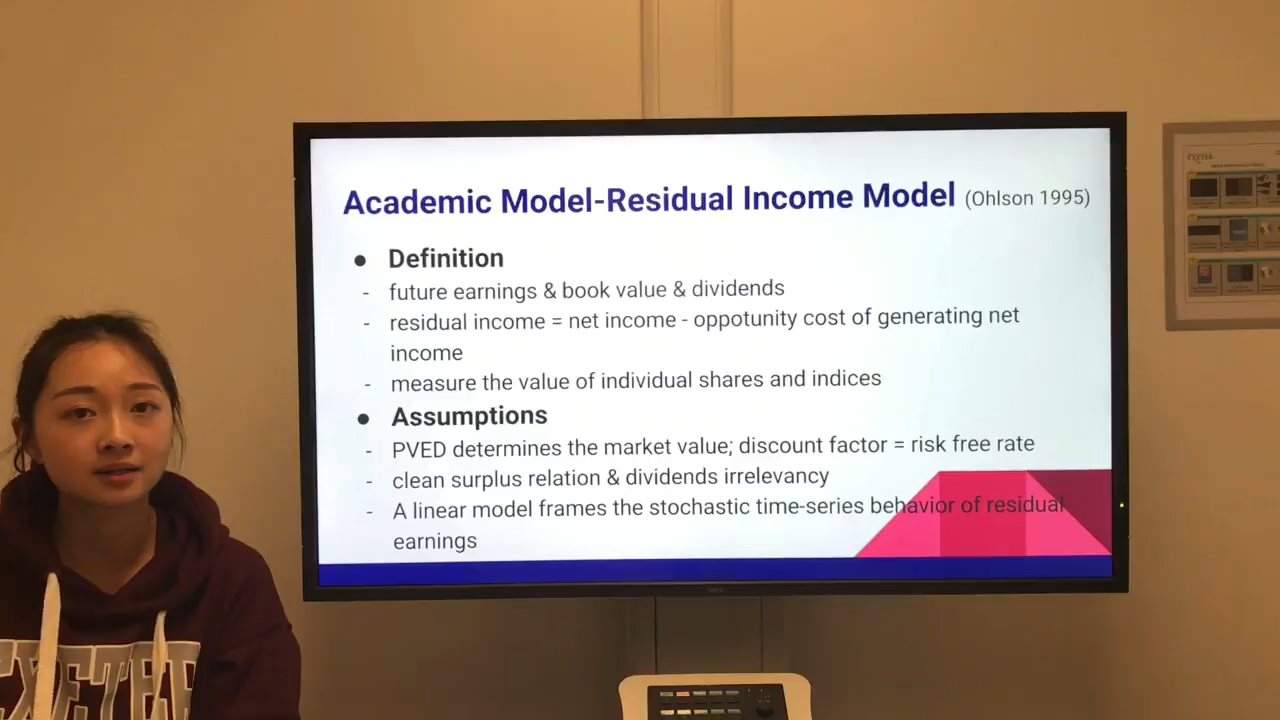 Academic Model-Residual Income Model (Ohlson 1995)
● Definition
- future earnings & book value & dividends
- residual income = net income - oppotunity cost of generating net
income
- measure the value of individual shares and indices
● Assumptions
- PVED determines the market value; discount factor = risk free rate
- clean surplus relation & dividends irrelevancy
- A linear model frames the stochastic time-series behavior of residual
earnings
EXETER